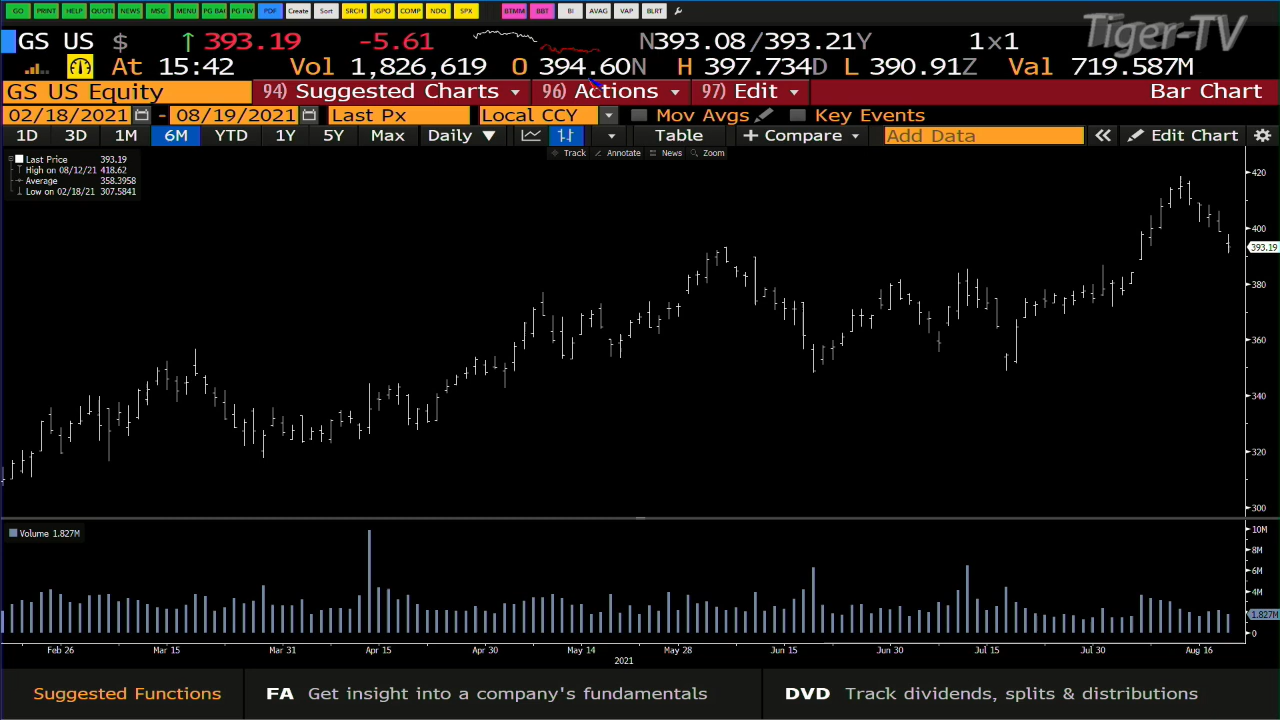 GO PRINT HELP QUOTE NEWS MSG MENU PG BAC PG FW PDF Create Sort SRCH IGPO COMP NDQ SPX BTMM BBT BI AVAG VAP BLRT
Tiger-TV
GS US $ ↑ 393.19 -5.61 N393.08/393.21Y 1×1
At 15:42 Vol 1,826,619 O 394.60N H 397.734D L 390.91Z Val 719.587M
GS US Equity 94) Suggested Charts 96) Actions 97) Edit Bar Chart
02/18/2021 - 08/19/2021 Last Px Local CCY Mov Avgs Key Events
1D 3D 1M 6M YTD 1Y 5Y Max Daily ▼ Table + Compare Add Data « Edit Chart
Track Annotate News Zoom
Last Price 393.19
High on 08/12/21 418.62
Average 358.3958
Low on 02/18/21 307.5841
420
400
393.19
380
360
340
320
300
Volume 1.827M
10M
8M
6M
4M
1.827M
0
Feb 26 Mar 15 Mar 31 Apr 15 Apr 30 May 14 May 28 Jun 15 Jun 30 Jul 15 Jul 30 Aug 16
2021
Suggested Functions FA Get insight into a company's fundamentals DVD Track dividends, splits & distributions